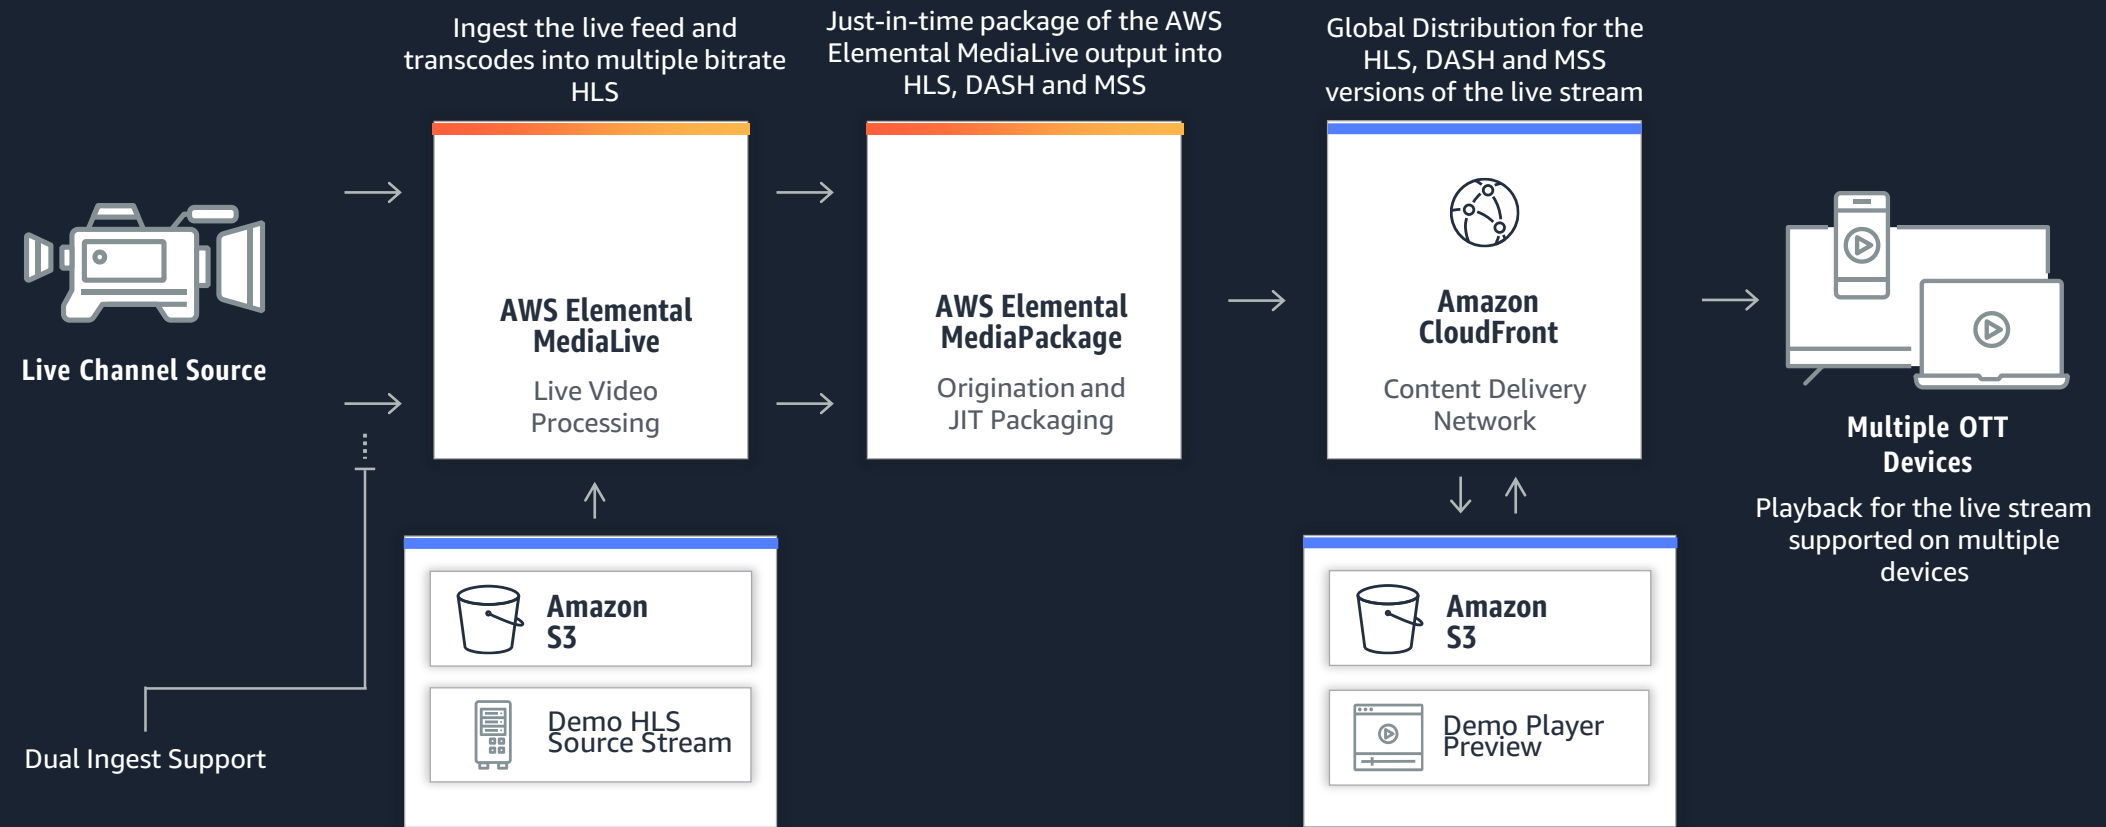 Ingest the live feed and
transcodes into multiple bitrate
HLS
Just-in-time package of the AWS
Elemental MediaLive output into
HLS, DASH and MSS
Global Distribution for the
HLS, DASH and MSS
versions of the live stream
Live Channel Source
AWS Elemental
MediaLive
Live Video
Processing
AWS Elemental
MediaPackage
Origination and
JIT Packaging
Amazon
CloudFront
Content Delivery
Network
Multiple OTT
Devices
Playback for the live stream
supported on multiple
devices
Amazon
S3
Demo HLS
Source Stream
Amazon
S3
Demo Player
Preview
Dual Ingest Support